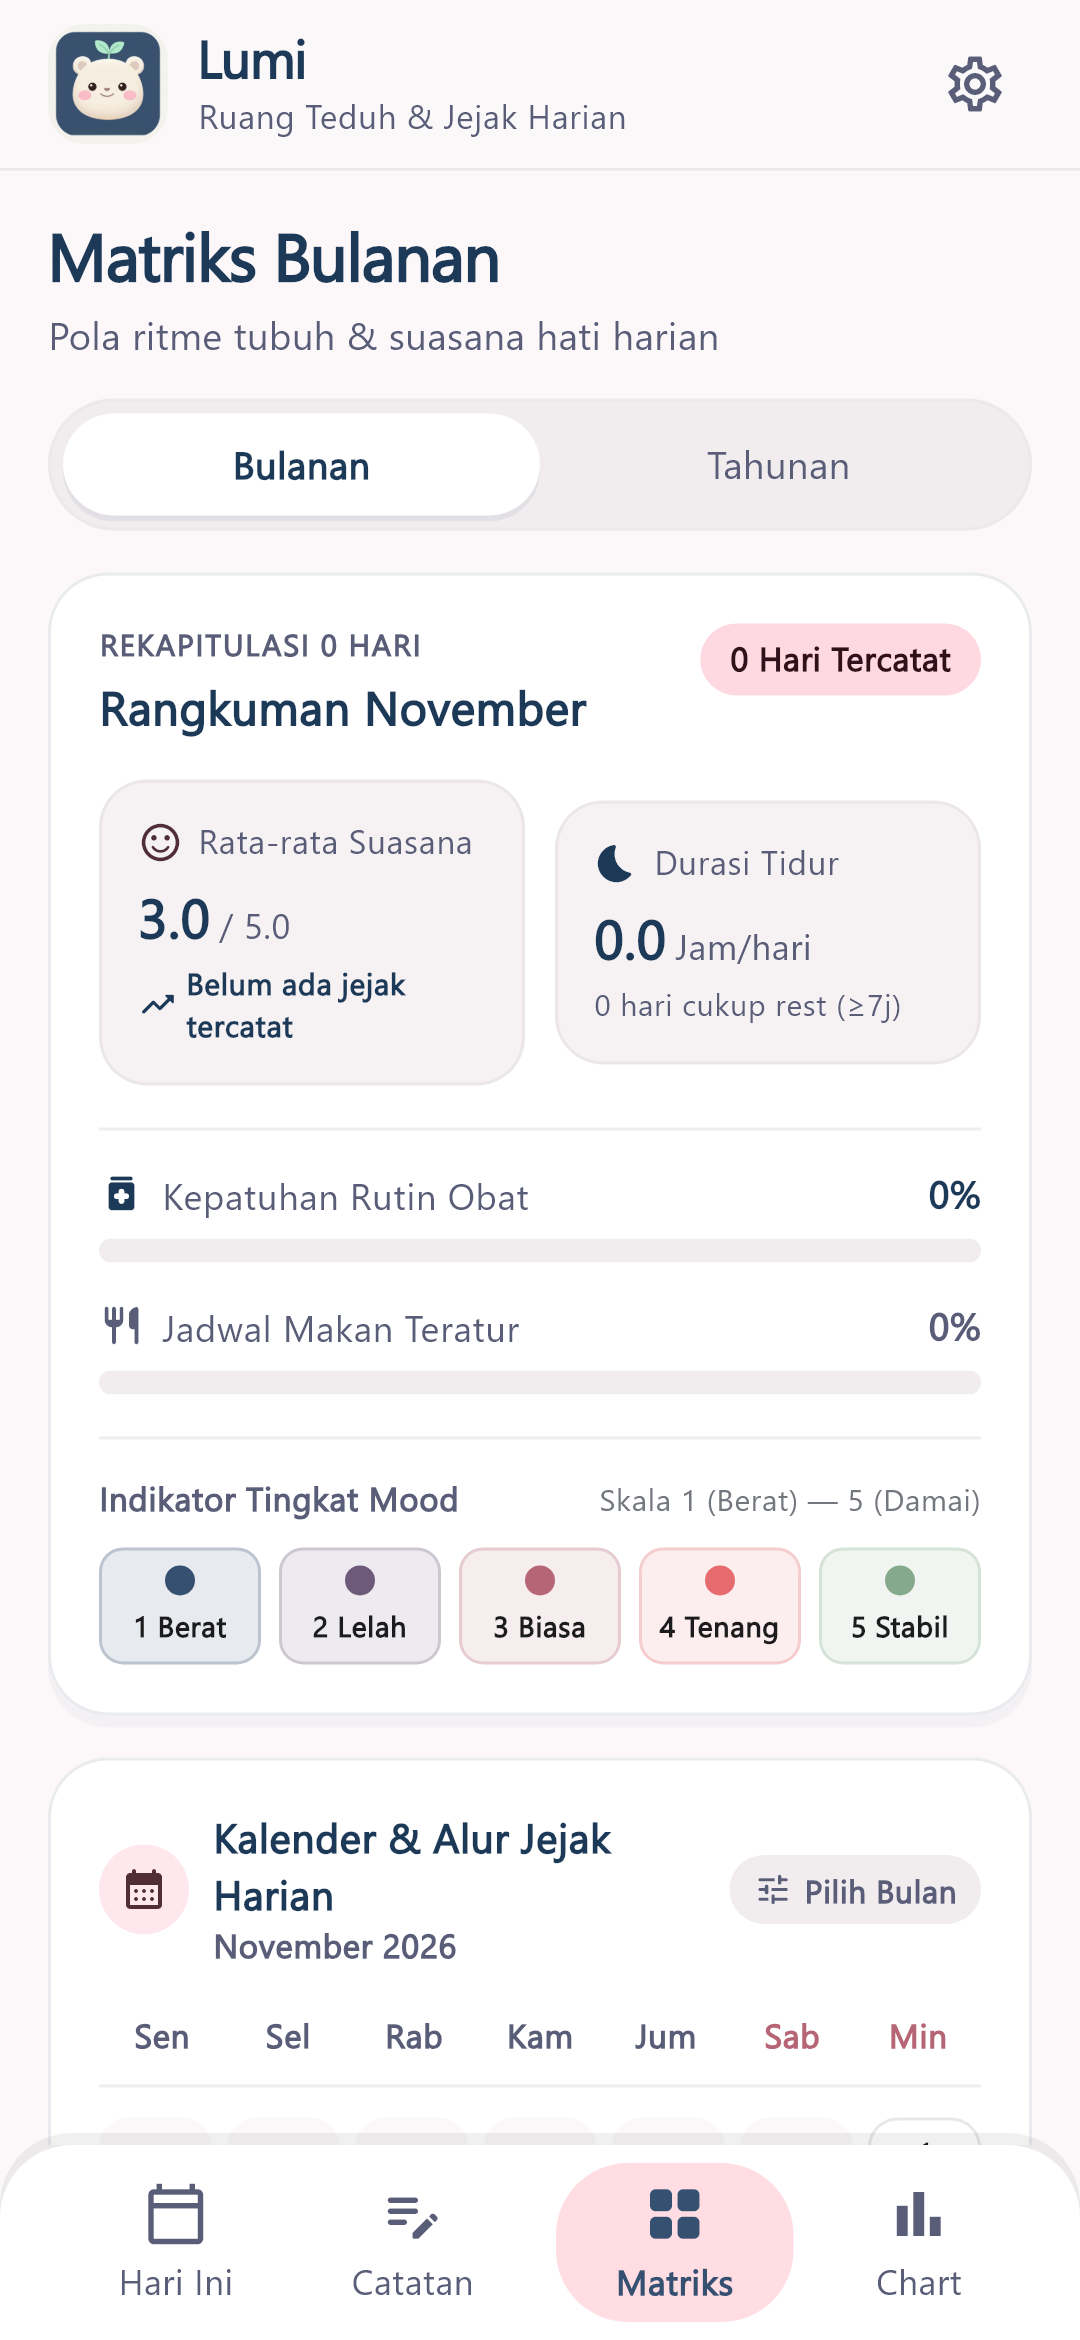 Lumi
Ruang Teduh & Jejak Harian
Matriks Bulanan
Pola ritme tubuh & suasana hati harian
Bulanan
Tahunan
REKAPITULASI 0 HARI
0 Hari Tercatat
Rangkuman November
Rata-rata Suasana
3.0 / 5.0
Belum ada jejak
tercatat
Durasi Tidur
0.0 Jam/hari
0 hari cukup rest (≥7j)
Kepatuhan Rutin Obat
0%
Jadwal Makan Teratur
0%
Indikator Tingkat Mood
Skala 1 (Berat) — 5 (Damai)
1 Berat
2 Lelah
3 Biasa
4 Tenang
5 Stabil
Kalender & Alur Jejak
Harian
November 2026
Pilih Bulan
Sen
Sel
Rab
Kam
Jum
Sab
Min
Hari Ini
Catatan
Matriks
Chart